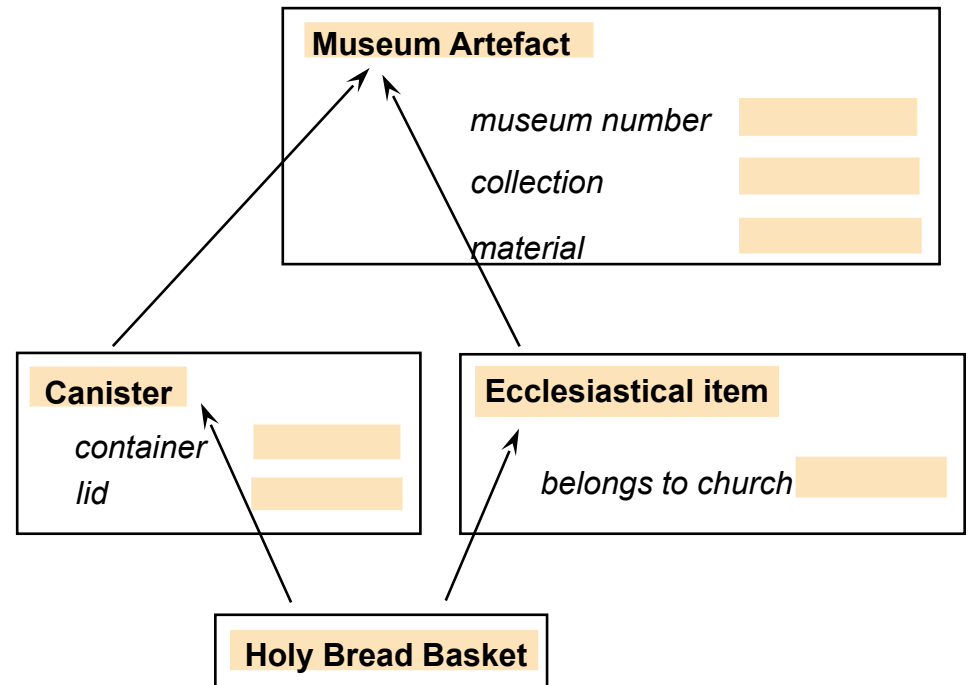 Museum Artefact
museum number
collection
material
Canister
container
lid
Ecclesiastical item
belongs to church
Holy Bread Basket